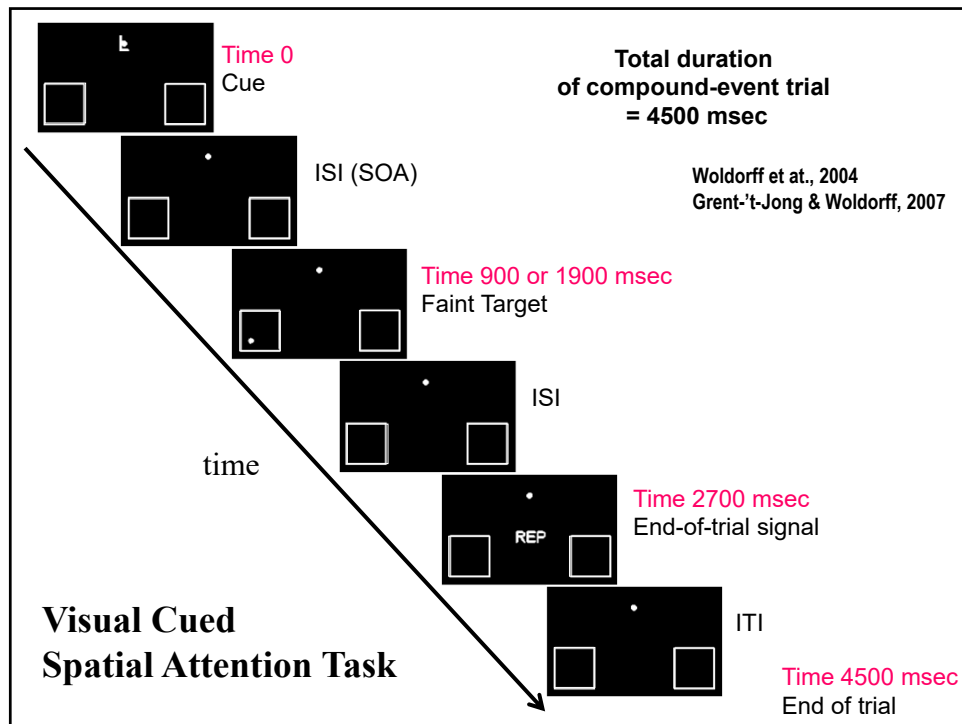 L
Time 0
Cue
Total duration
of compound-event trial
= 4500 msec
ISI (SOA)
Woldorff et at., 2004
Grent-'t-Jong & Woldorff, 2007
Time 900 or 1900 msec
Faint Target
ISI
time
Time 2700 msec
End-of-trial signal
REP
ITI
Visual Cued
Spatial Attention Task
Time 4500 msec
End of trial